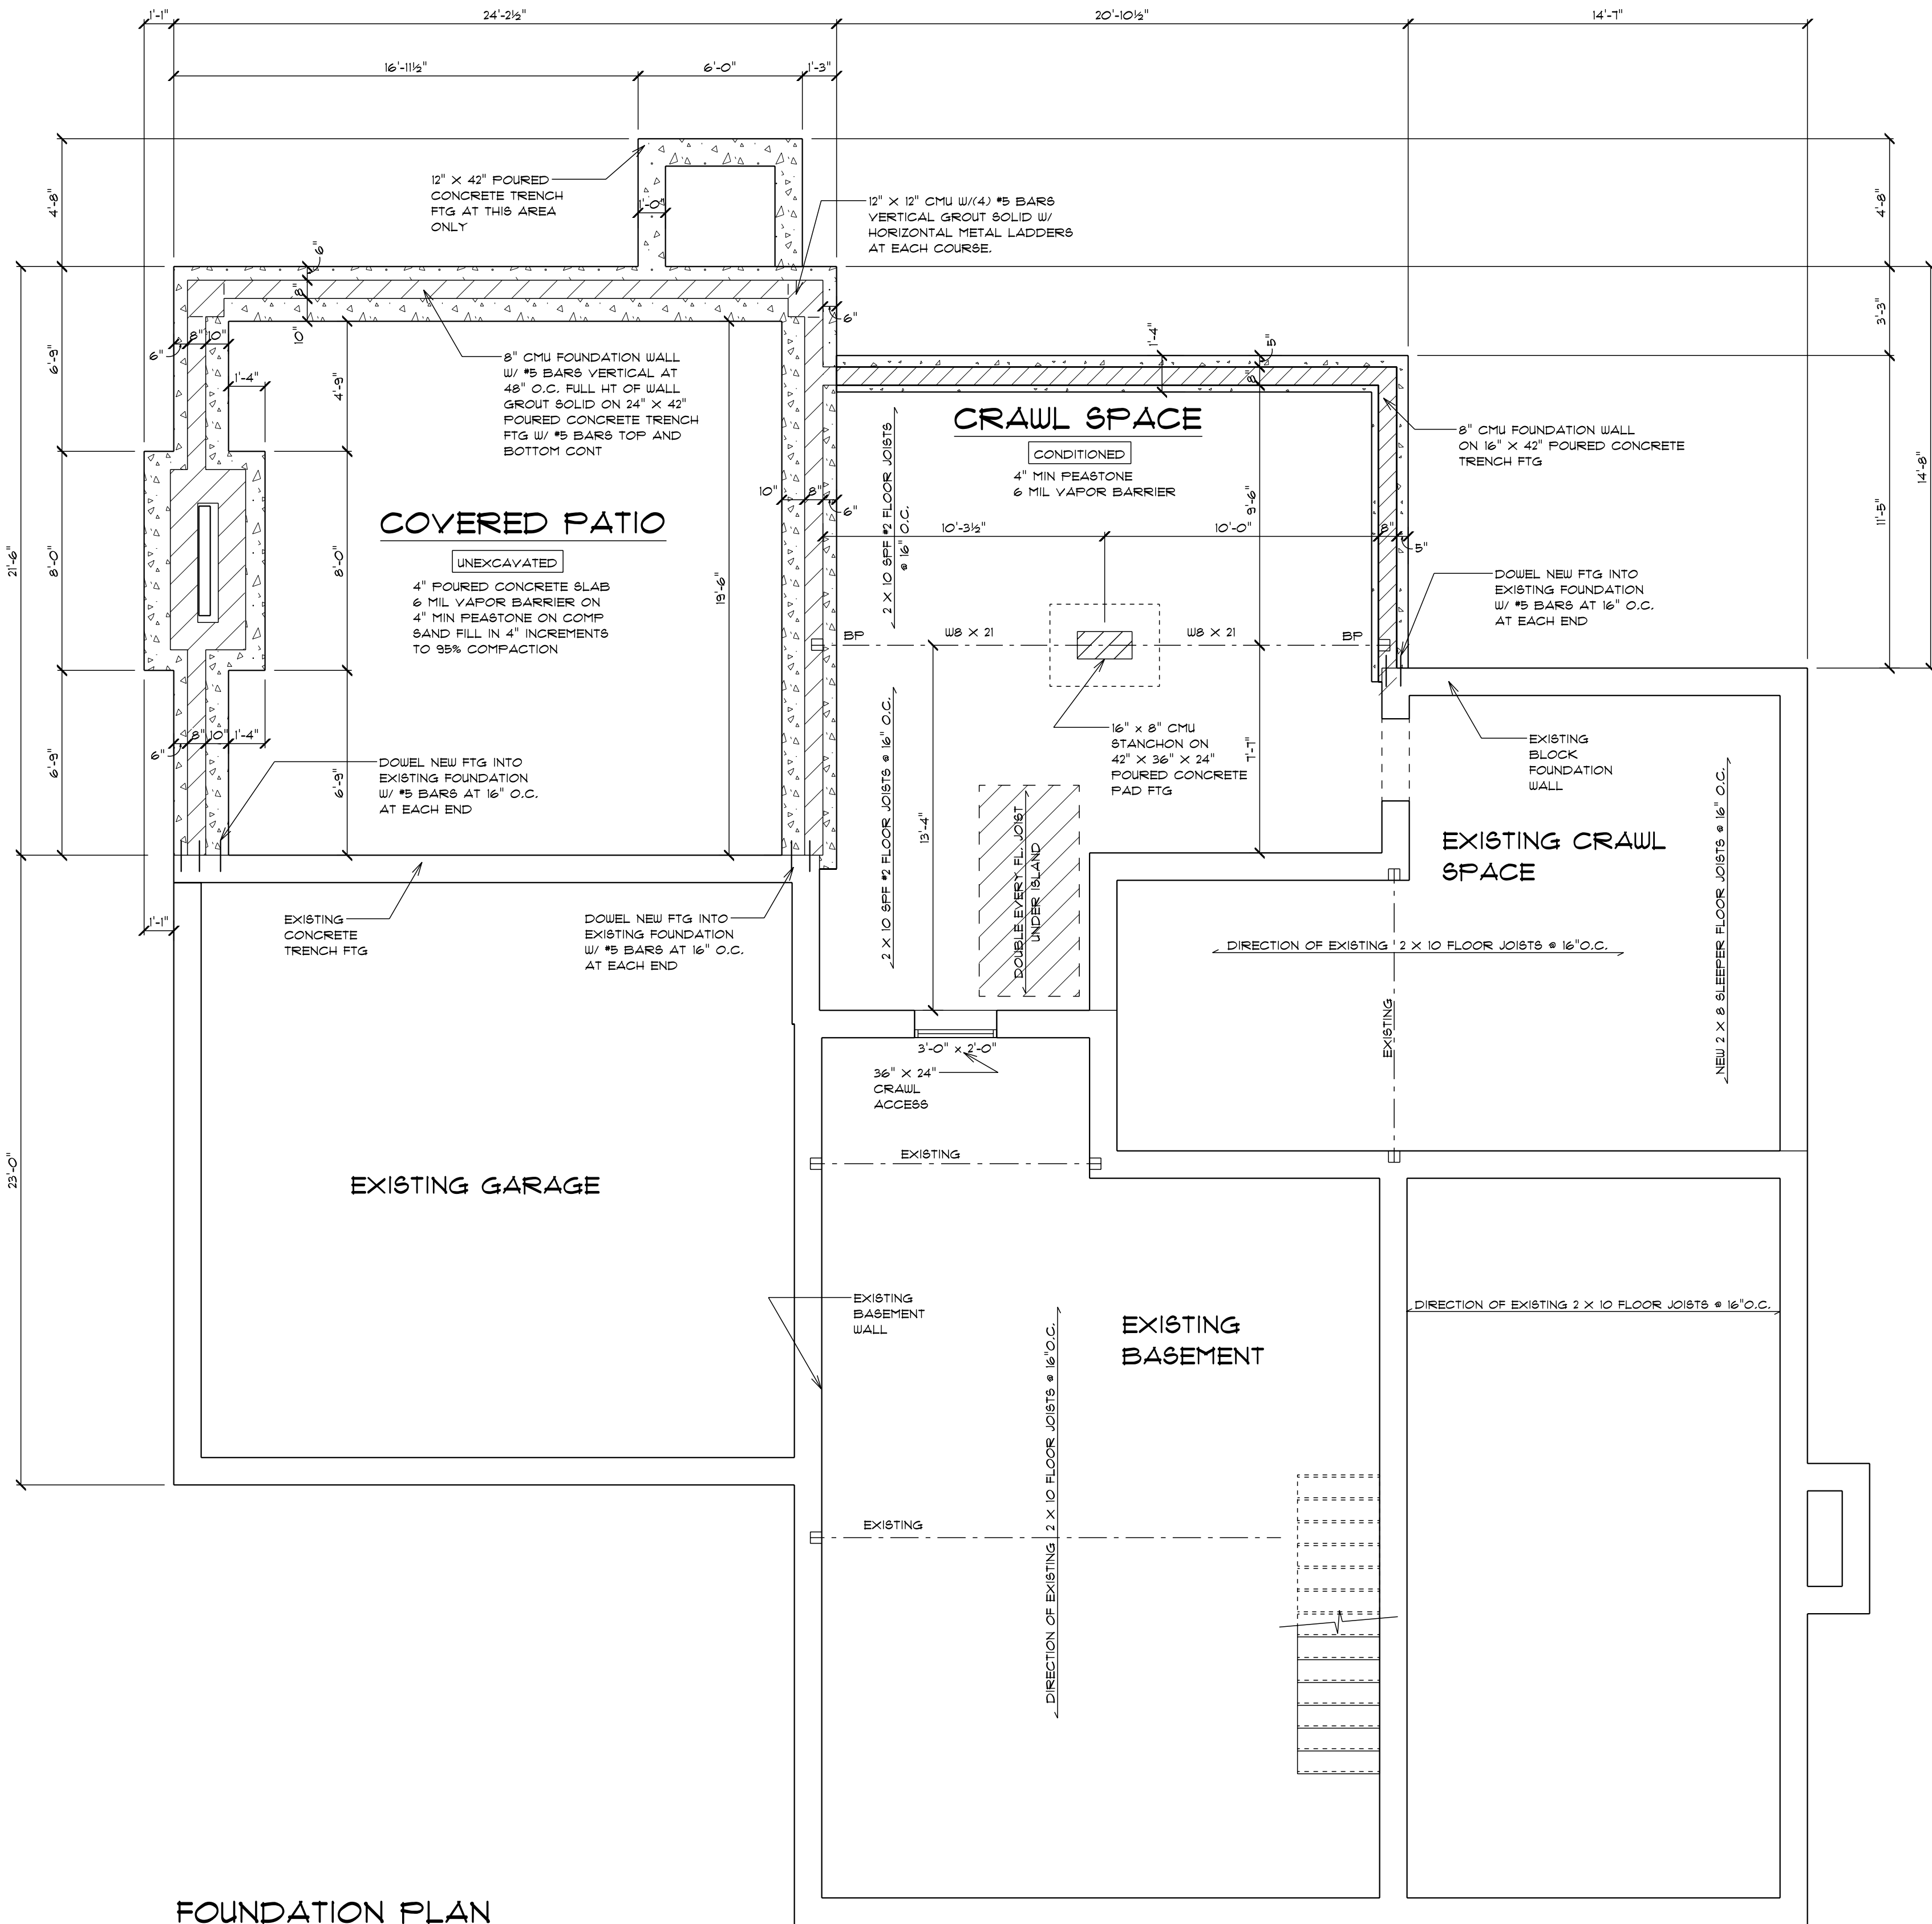 1'-1"
24'-2½"
20'-10½"
14'-7"
16'-11½"
6'-0"
1'-3"
4'-8"
12" X 42" POURED
CONCRETE TRENCH
FTG AT THIS AREA
ONLY
1'-0"
12" X 12" CMU W/(4) #5 BARS
VERTICAL GROUT SOLID W/
HORIZONTAL METAL LADDERS
AT EACH COURSE.
4'-8"
6"
8"
10"
6"
3'-3"
14'-8"
11'-5"
21'-6"
6'-9"
8'-0"
6'-9"
6"
8"
10"
1'-4"
4'-9"
8'-0"
6'-9"
19'-6"
8" CMU FOUNDATION WALL
W/ #5 BARS VERTICAL AT
48" O.C. FULL HT OF WALL
GROUT SOLID ON 24" X 42"
POURED CONCRETE TRENCH
FTG W/ #5 BARS TOP AND
BOTTOM CONT
1'-4"
5"
8"
CRAWL SPACE
CONDITIONED
4" MIN PEASTONE
6 MIL VAPOR BARRIER
2 X 10 SPF #2 FLOOR JOISTS
@ 16" O.C.
8" CMU FOUNDATION WALL
ON 16" X 42" POURED CONCRETE
TRENCH FTG
10"
8"
6"
9'-6"
10'-3½"
10'-0"
8"
5"
COVERED PATIO
UNEXCAVATED
4" POURED CONCRETE SLAB
6 MIL VAPOR BARRIER ON
4" MIN PEASTONE ON COMP
SAND FILL IN 4" INCREMENTS
TO 95% COMPACTION
DOWEL NEW FTG INTO
EXISTING FOUNDATION
W/ #5 BARS AT 16" O.C.
AT EACH END
BP
W8 X 21
W8 X 21
BP
16" x 8" CMU
STANCHON ON
42" X 36" X 24"
POURED CONCRETE
PAD FTG
7'-7"
13'-4"
2 X 10 SPF #2 FLOOR JOISTS @ 16" O.C.
DOUBLE EVERY FL. JOIST
UNDER ISLAND
6"
8"
10"
1'-4"
DOWEL NEW FTG INTO
EXISTING FOUNDATION
W/ #5 BARS AT 16" O.C.
AT EACH END
EXISTING
BLOCK
FOUNDATION
WALL
EXISTING CRAWL
SPACE
NEW 2 X 8 SLEEPER FLOOR JOISTS @ 16" O.C.
DIRECTION OF EXISTING 2 X 10 FLOOR JOISTS @ 16"O.C.
EXISTING
1'-1"
EXISTING
CONCRETE
TRENCH FTG
DOWEL NEW FTG INTO
EXISTING FOUNDATION
W/ #5 BARS AT 16" O.C.
AT EACH END
3'-0" x 2'-0"
36" X 24"
CRAWL
ACCESS
23'-0"
EXISTING GARAGE
EXISTING
EXISTING
BASEMENT
WALL
EXISTING
BASEMENT
DIRECTION OF EXISTING 2 X 10 FLOOR JOISTS @ 16"O.C.
DIRECTION OF EXISTING 2 X 10 FLOOR JOISTS @ 16"O.C.
EXISTING
FOUNDATION PLAN